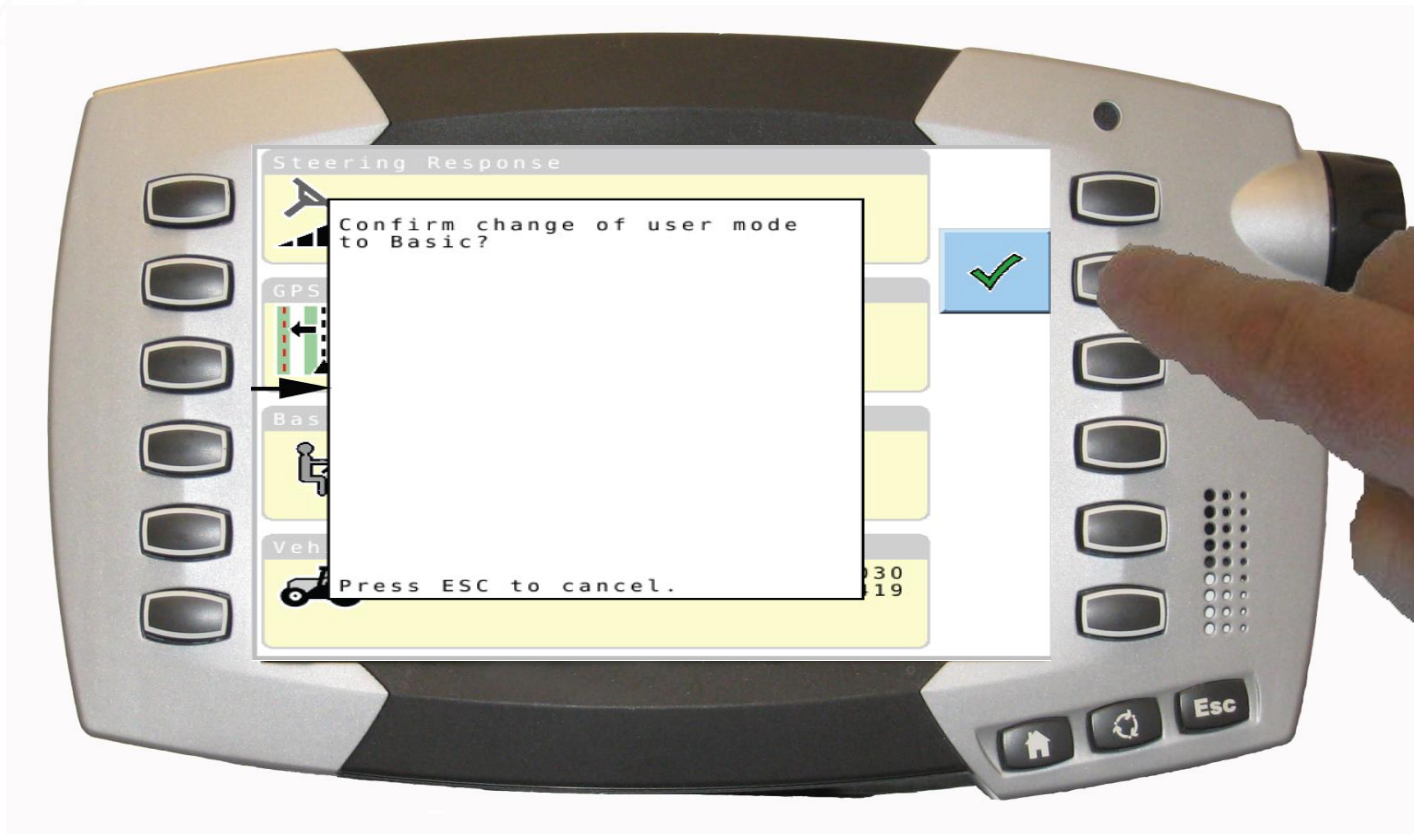 Steering Response
Confirm change of user mode
to Basic?
GPS
Bas
Veh
030
419
Press ESC to cancel.
Esc